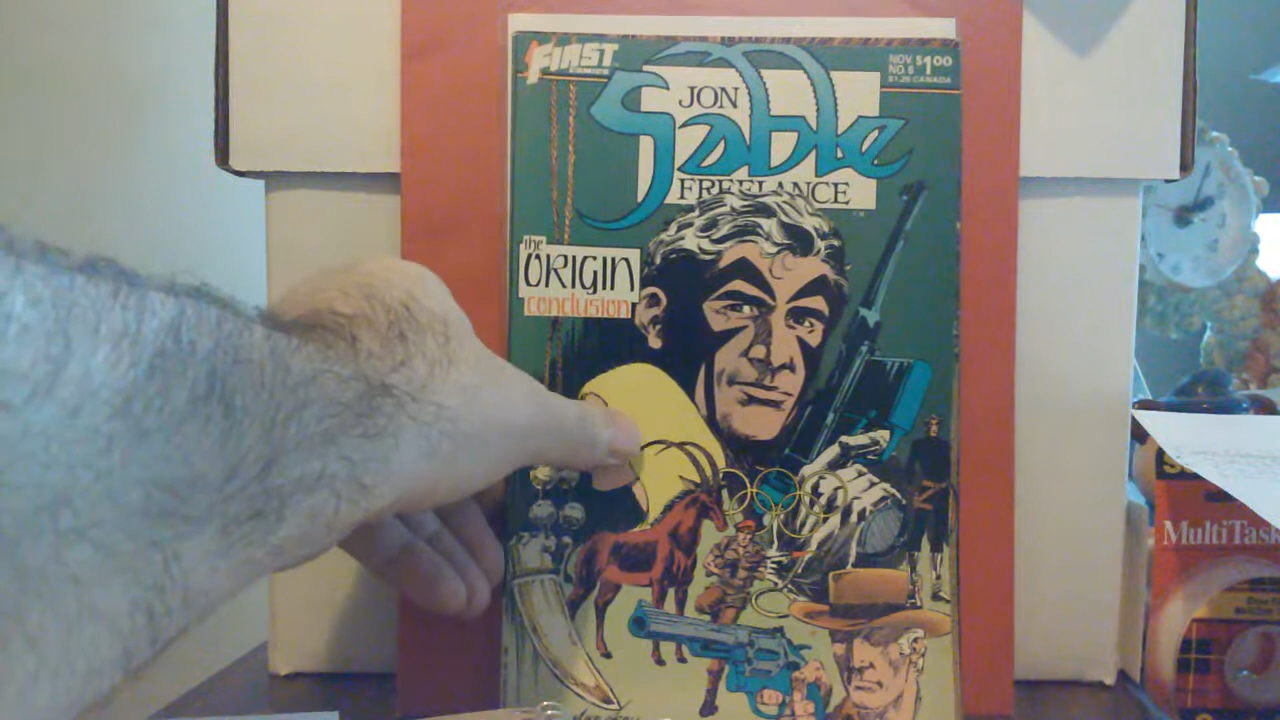 FIRST
COMICS
NOV. $1.00
NO. 6
$1.25 CANADA
JON
Sable
FREELANCE
the
ORIGIN
conclusion
MultiTask